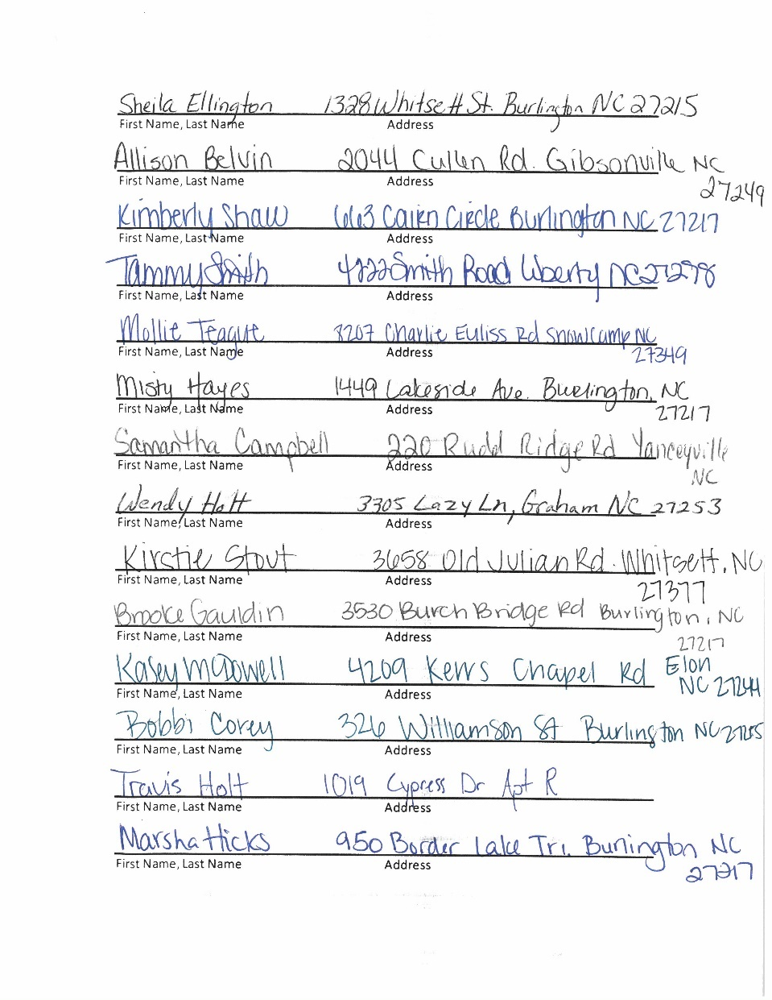 Sheila Ellington 1328 Whitsett St. Burlington NC 27215
First Name, Last Name Address
Allison Belvin 2044 Cullen Rd. Gibsonville NC
27249
First Name, Last Name Address
Kimberly Shaw 663 Cairn Circle Burlington NC 27217
First Name, Last Name Address
Tammy Smith 4222 Smith Road Liberty NC 27298
First Name, Last Name Address
Mollie Teague 8207 Charlie Euliss Rd Snow Camp NC
27349
First Name, Last Name Address
Misty Hayes 1449 Lakeside Ave. Burlington, NC
27217
First Name, Last Name Address
Samantha Campbell 220 Rudd Ridge Rd Yanceyville
NC
First Name, Last Name Address
Wendy Holt 3305 Lazy Ln, Graham NC 27253
First Name, Last Name Address
Kirstie Stout 3658 Old Julian Rd. Whitsett, NC
27377
First Name, Last Name Address
Brooke Gauldin 3530 Burch Bridge Rd Burlington, NC
27217
First Name, Last Name Address
Kasey McDowell 4209 Kerrs Chapel Rd Elon
NC 27244
First Name, Last Name Address
Bobbi Corey 326 Williamson St Burlington NC 27215
First Name, Last Name Address
Travis Holt 1019 Cypress Dr Apt R
First Name, Last Name Address
Marsha Hicks 950 Border Lake Trl. Burlington NC
27217
First Name, Last Name Address